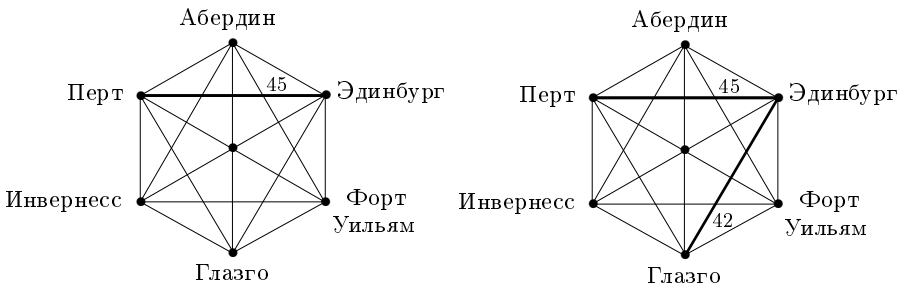 Абердин
Перт
45
Эдинбург
Инвернесс
Форт
Уильям
Глазго
Абердин
Перт
45
Эдинбург
Инвернесс
42
Форт
Уильям
Глазго